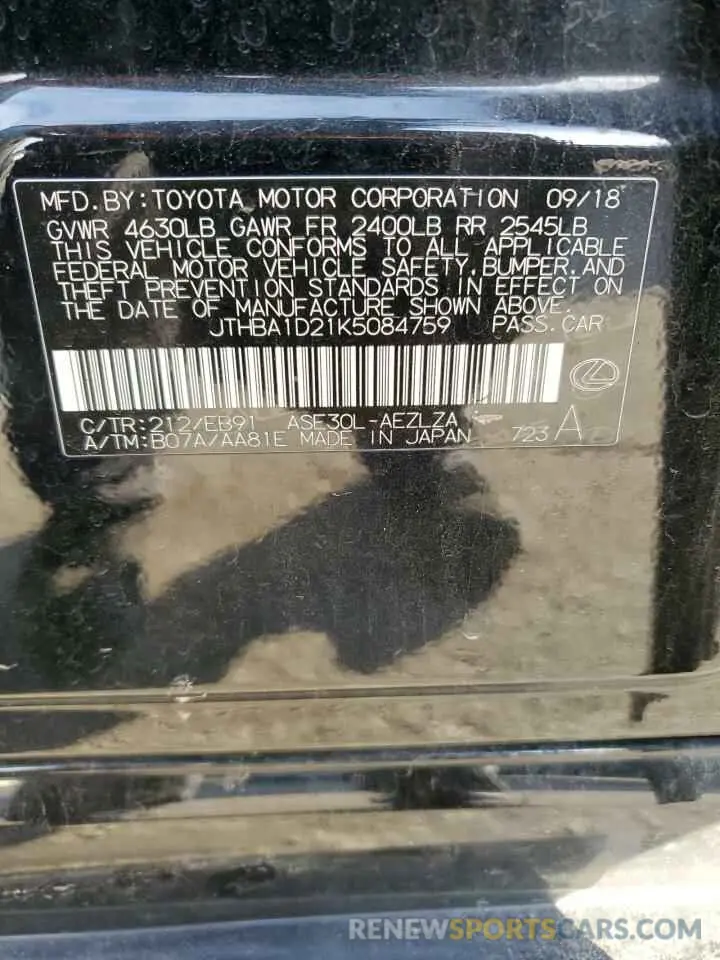 MFD.BY:TOYOTA MOTOR CORPORATION 09/18
GVWR 4630LB GAWR FR 2400LB RR 2545LB
THIS VEHICLE CONFORMS TO ALL APPLICABLE
FEDERAL MOTOR VEHICLE SAFETY,BUMPER,AND
THEFT PREVENTION STANDARDS IN EFFECT ON
THE DATE OF MANUFACTURE SHOWN ABOVE.
JTHBA1D21K5084759 PASS.CAR
C/TR:212/EB91 ASE30L-AEZLZA
A/TM:B07A/AA81E MADE IN JAPAN 723 A
RENEWSPORTSCARS.COM